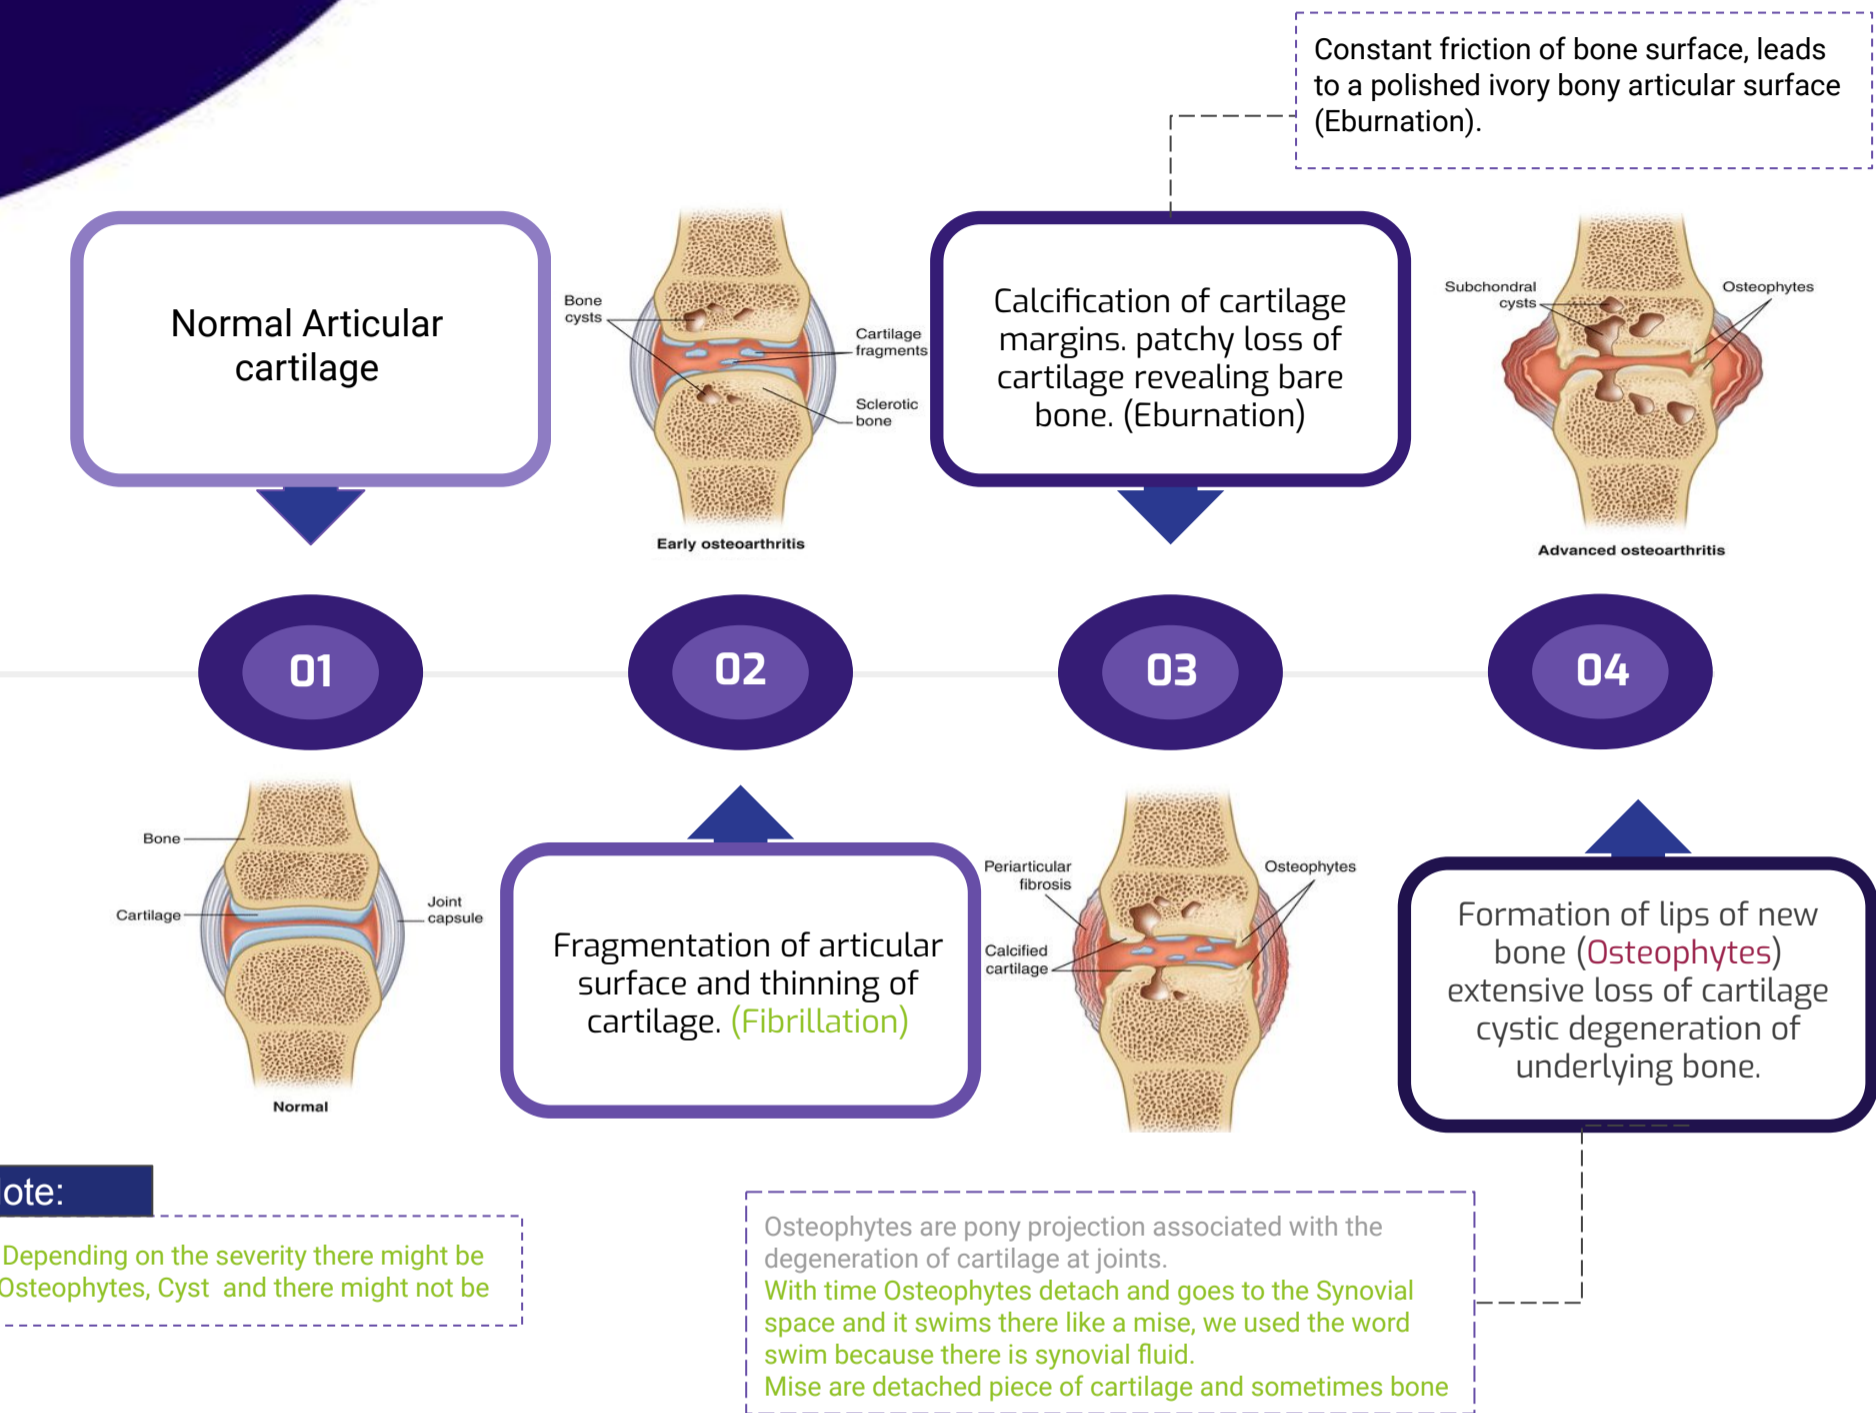 Constant friction of bone surface, leads
to a polished ivory bony articular surface
(Eburnation).
Normal Articular
cartilage
Bone
cysts
Cartilage
fragments
Sclerotic
bone
Early osteoarthritis
Calcification of cartilage
margins. patchy loss of
cartilage revealing bare
bone. (Eburnation)
Subchondral
cysts
Osteophytes
Advanced osteoarthritis
01
02
03
04
Bone
Cartilage
Joint
capsule
Normal
Fragmentation of articular
surface and thinning of
cartilage. (Fibrillation)
Periarticular
fibrosis
Calcified
cartilage
Osteophytes
Formation of lips of new
bone (Osteophytes)
extensive loss of cartilage
cystic degeneration of
underlying bone.
ote:
Depending on the severity there might be
Osteophytes, Cyst and there might not be
Osteophytes are pony projection associated with the
degeneration of cartilage at joints.
With time Osteophytes detach and goes to the Synovial
space and it swims there like a mise, we used the word
swim because there is synovial fluid.
Mise are detached piece of cartilage and sometimes bone